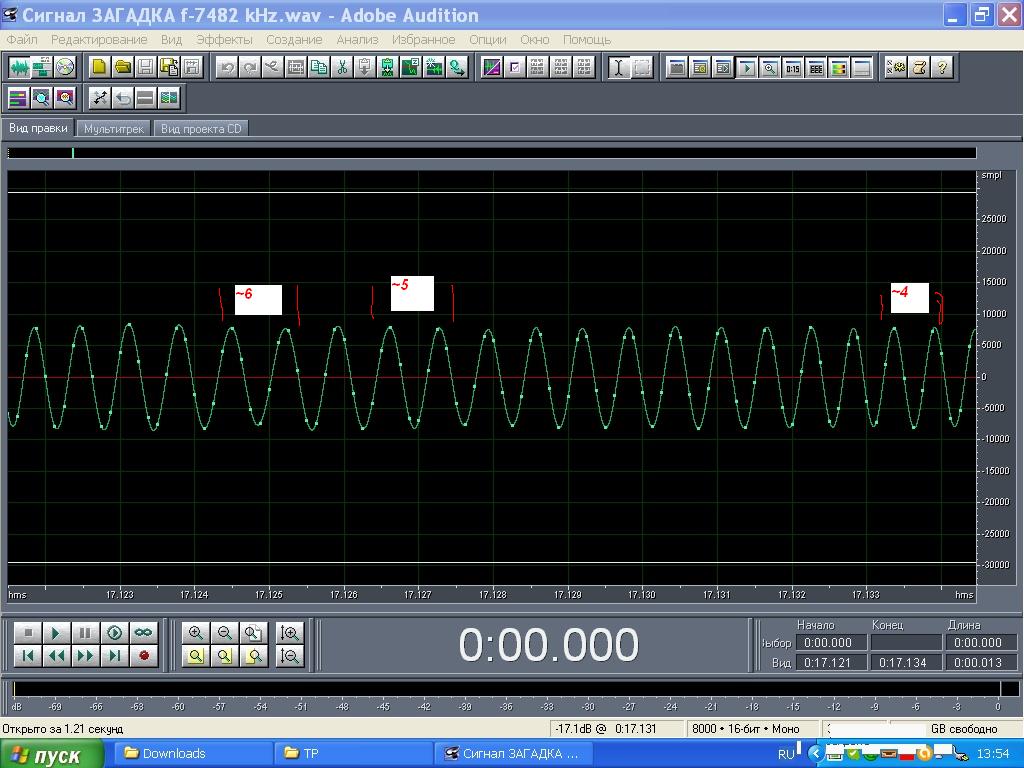 Сигнал ЗАГАДКА f-7482 kHz.wav - Adobe Audition
Файл Редактирование Вид Эффекты Создание Анализ Избранное Опции Окно Помощь
Вид правки Мультитрек Вид проекта CD
smpl
25000
20000
15000
10000
5000
0
-5000
-10000
-15000
-20000
-25000
-30000
~6
~5
~4
hms 17.123 17.124 17.125 17.126 17.127 17.128 17.129 17.130 17.131 17.132 17.133 hms
0:00.000
Начало Конец Длина
Выбор 0:00.000 0:00.000
Вид 0:17.121 0:17.134 0:00.013
dB -69 -66 -63 -60 -57 -54 -51 -48 -45 -42 -39 -36 -33 -30 -27 -24 -21 -18 -15 -12 -9 -6 -3 0
Открыто за 1.21 секунд -17.1dB @ 0:17.131 8000 • 16-бит • Моно GB свободно
пуск Downloads TP Сигнал ЗАГАДКА ... RU 13:54